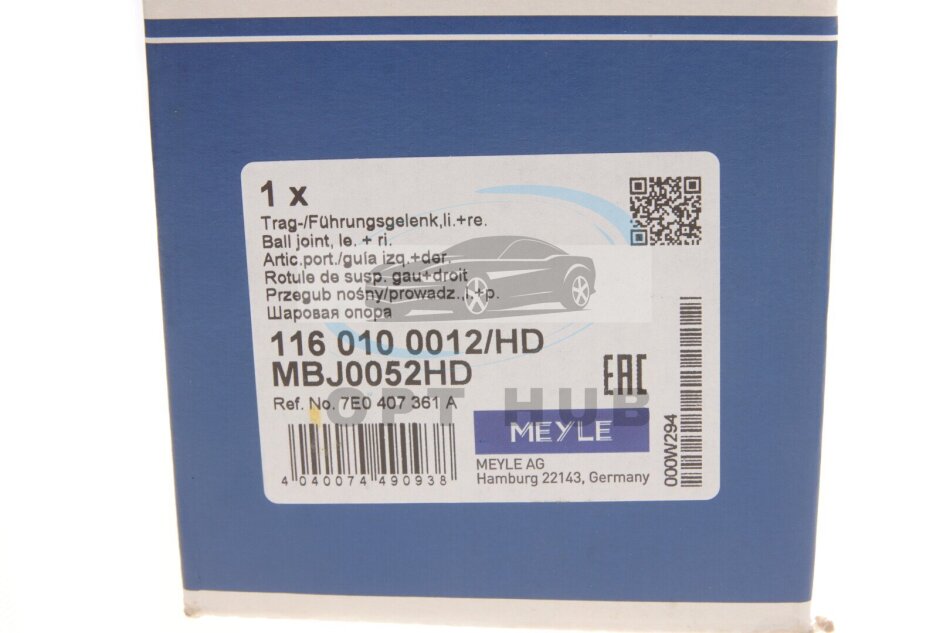 1 x
Trag-/Führungsgelenk,li.+re.
Ball joint, le. + ri.
Artic.port./guía izq.+der.
Rotule de susp. gau+droit
Przegub nośny/prowadz.,l.+p.
Шаровая опора
116 010 0012/HD
MBJ0052HD
Ref. No. 7E0 407 361 A
EAC
OPT HUB
MEYLE
4 040074 490938
MEYLE AG
Hamburg 22143, Germany
000W294